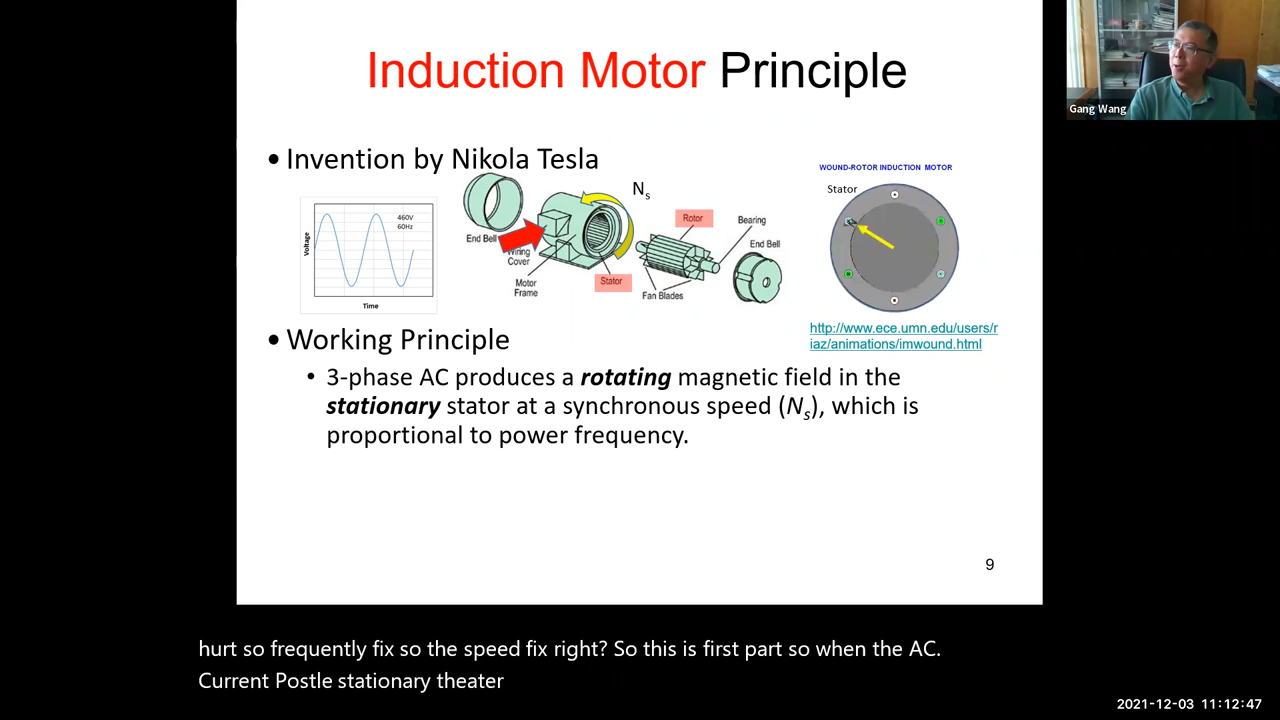 Induction Motor Principle
Gang Wang
• Invention by Nikola Tesla
WOUND-ROTOR INDUCTION MOTOR
Stator
Ns
460V
60Hz
Voltage
Time
End Bell
Wiring
Cover
Motor
Frame
Stator
Rotor
Fan Blades
Bearing
End Bell
http://www.ece.umn.edu/users/r
iaz/animations/imwound.html
• Working Principle
• 3-phase AC produces a rotating magnetic field in the
stationary stator at a synchronous speed (Ns), which is
proportional to power frequency.
9
hurt so frequently fix so the speed fix right? So this is first part so when the AC.
Current Postle stationary theater
2021-12-03 11:12:47